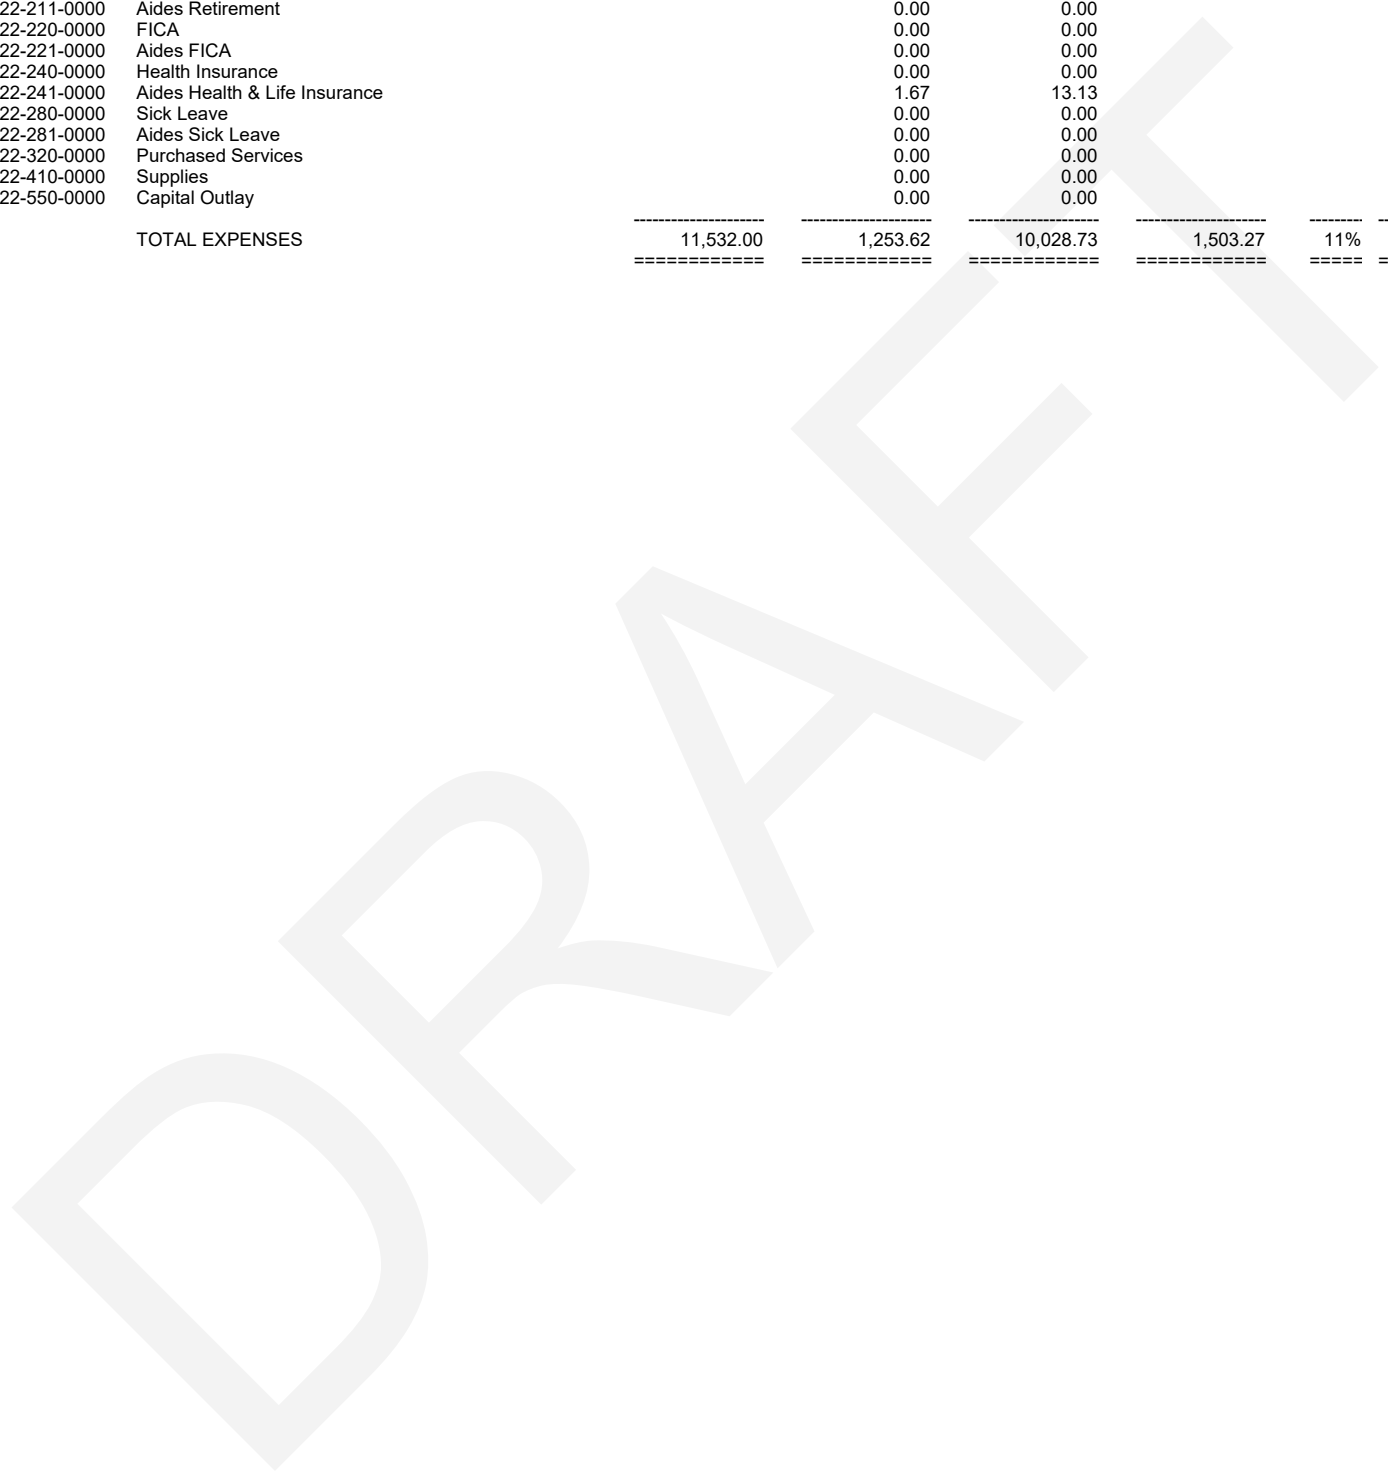 22-211-0000 Aides Retirement 0.00 0.00
22-220-0000 FICA 0.00 0.00
22-221-0000 Aides FICA 0.00 0.00
22-240-0000 Health Insurance 0.00 0.00
22-241-0000 Aides Health & Life Insurance 1.67 13.13
22-280-0000 Sick Leave 0.00 0.00
22-281-0000 Aides Sick Leave 0.00 0.00
22-320-0000 Purchased Services 0.00 0.00
22-410-0000 Supplies 0.00 0.00
22-550-0000 Capital Outlay 0.00 0.00
TOTAL EXPENSES 11,532.00 1,253.62 10,028.73 1,503.27 11%
DRAFT